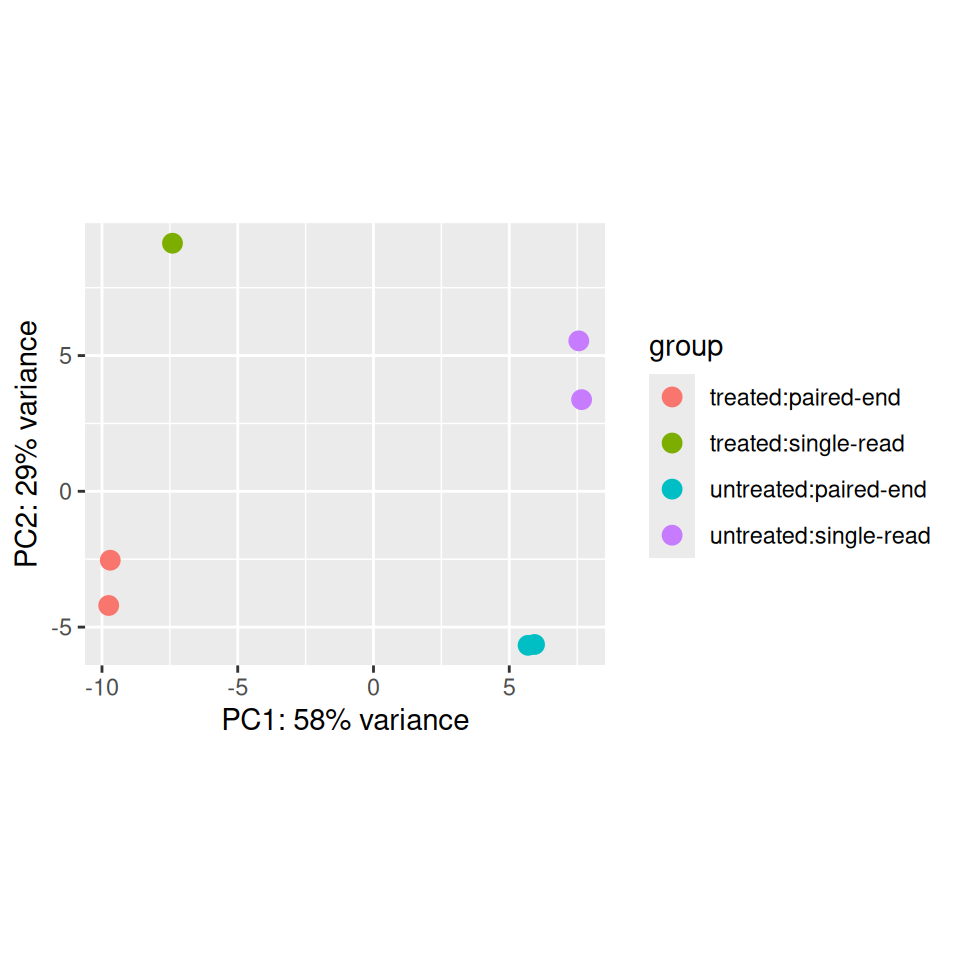 5
0
-5
-10
-5
0
5
PC1: 58% variance
PC2: 29% variance
group
treated:paired-end
treated:single-read
untreated:paired-end
untreated:single-read